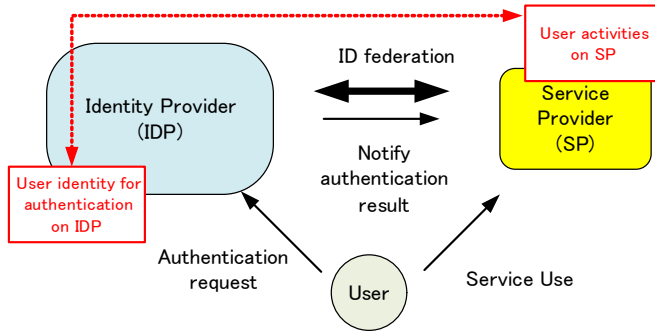 User activities
on SP
ID federation
Identity Provider
(IDP)
Service
Provider
(SP)
Notify
authentication
result
User identity for
authentication
on IDP
Authentication
request
User
Service Use